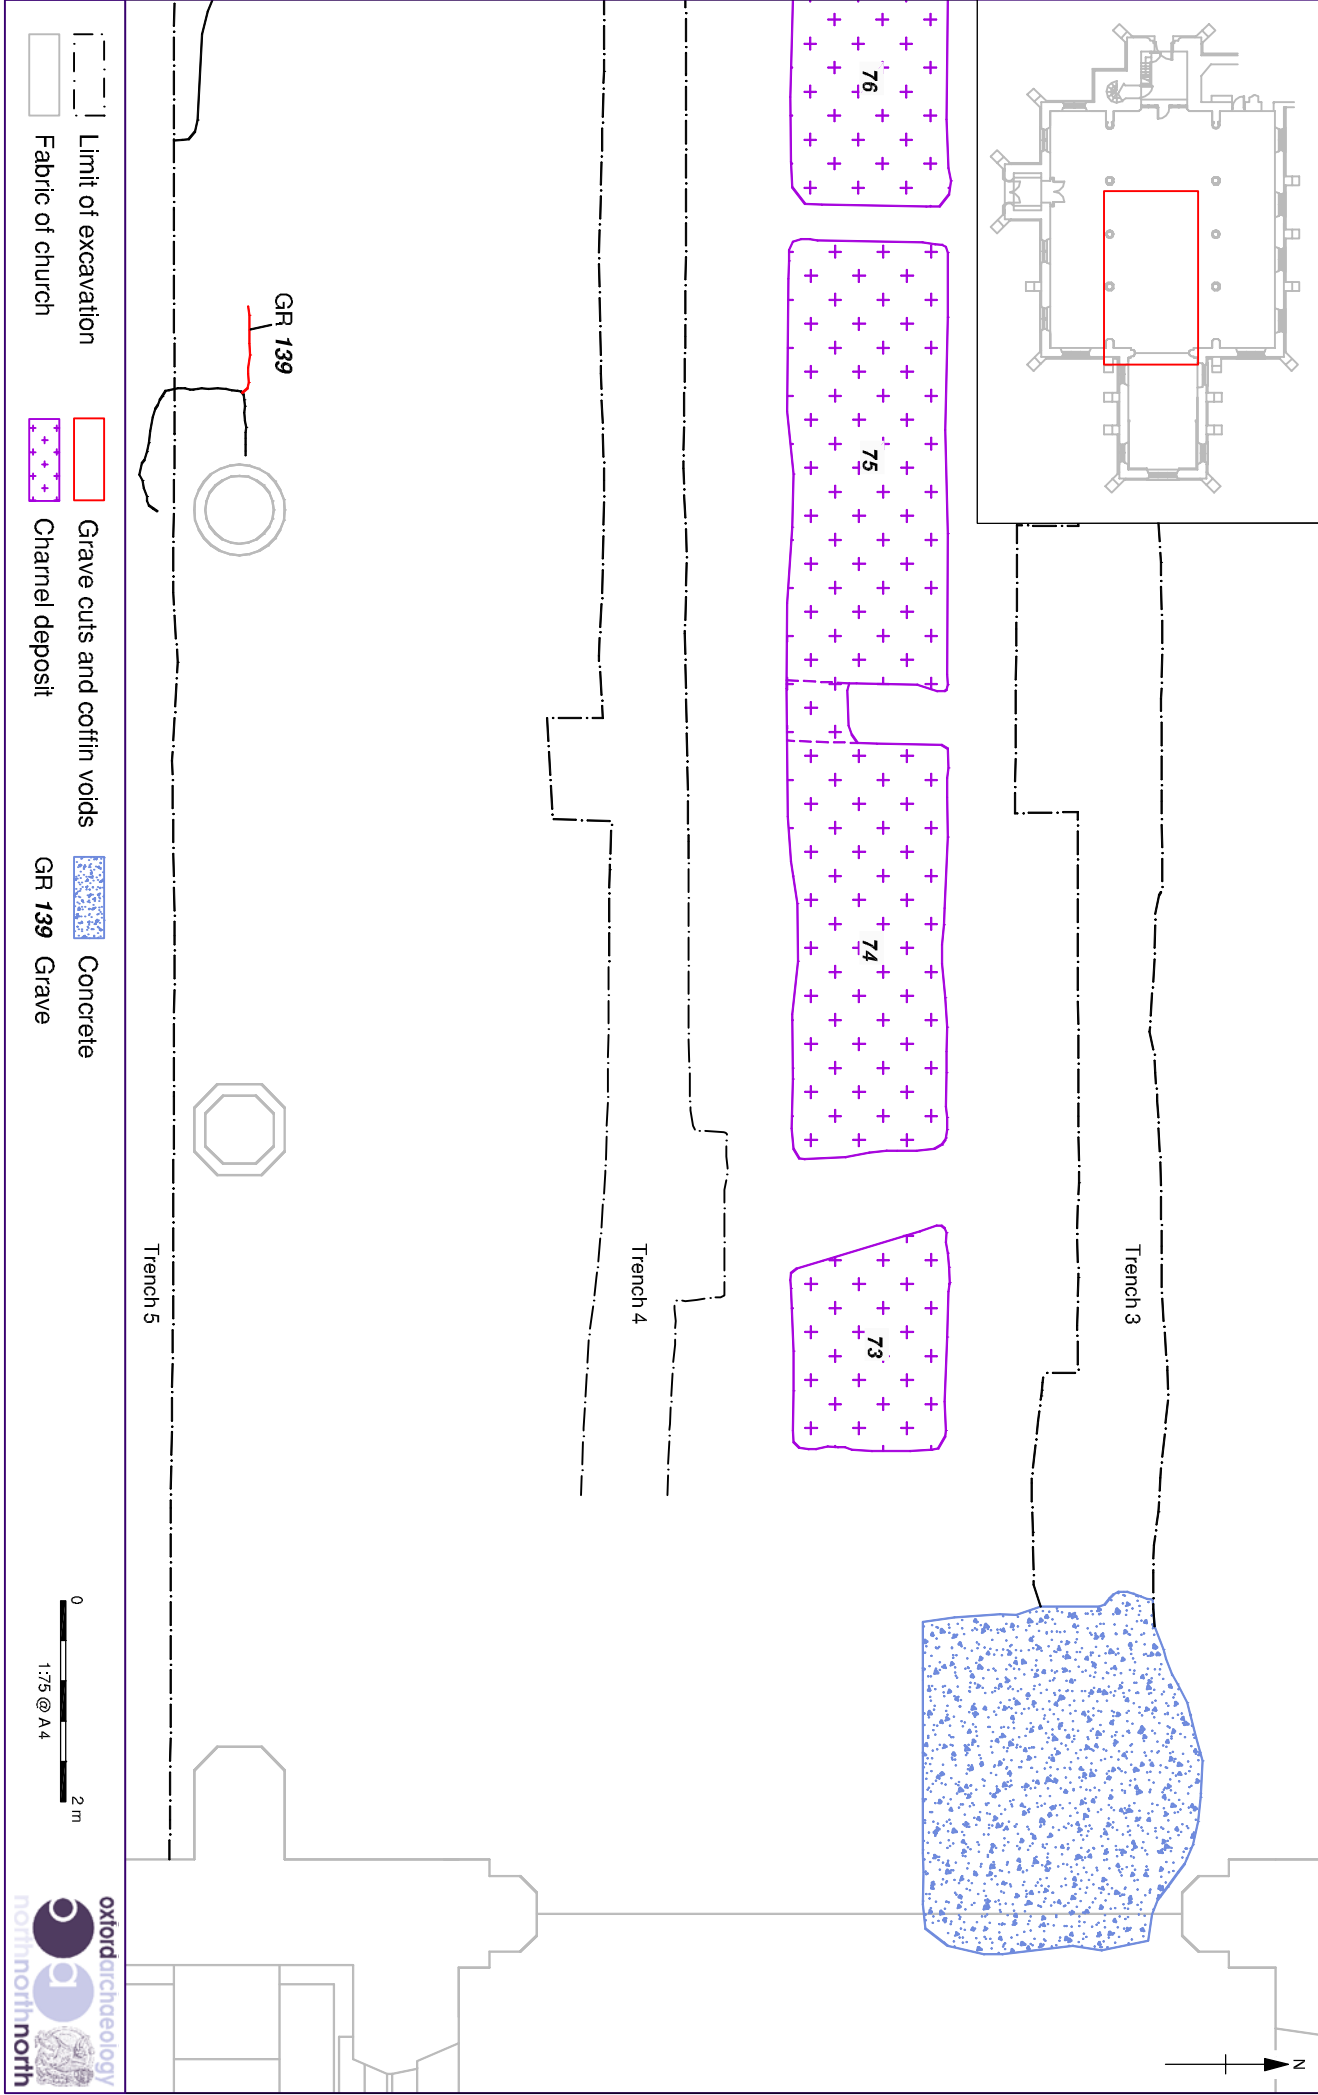 N
76
75
74
73
Trench 3
Trench 4
GR 139
Trench 5
Limit of excavation
Fabric of church
Grave cuts and coffin voids
Charnel deposit
Concrete
GR 139 Grave
0
2 m
1:75 @ A4
oxfordarchaeology
northnorthnorth